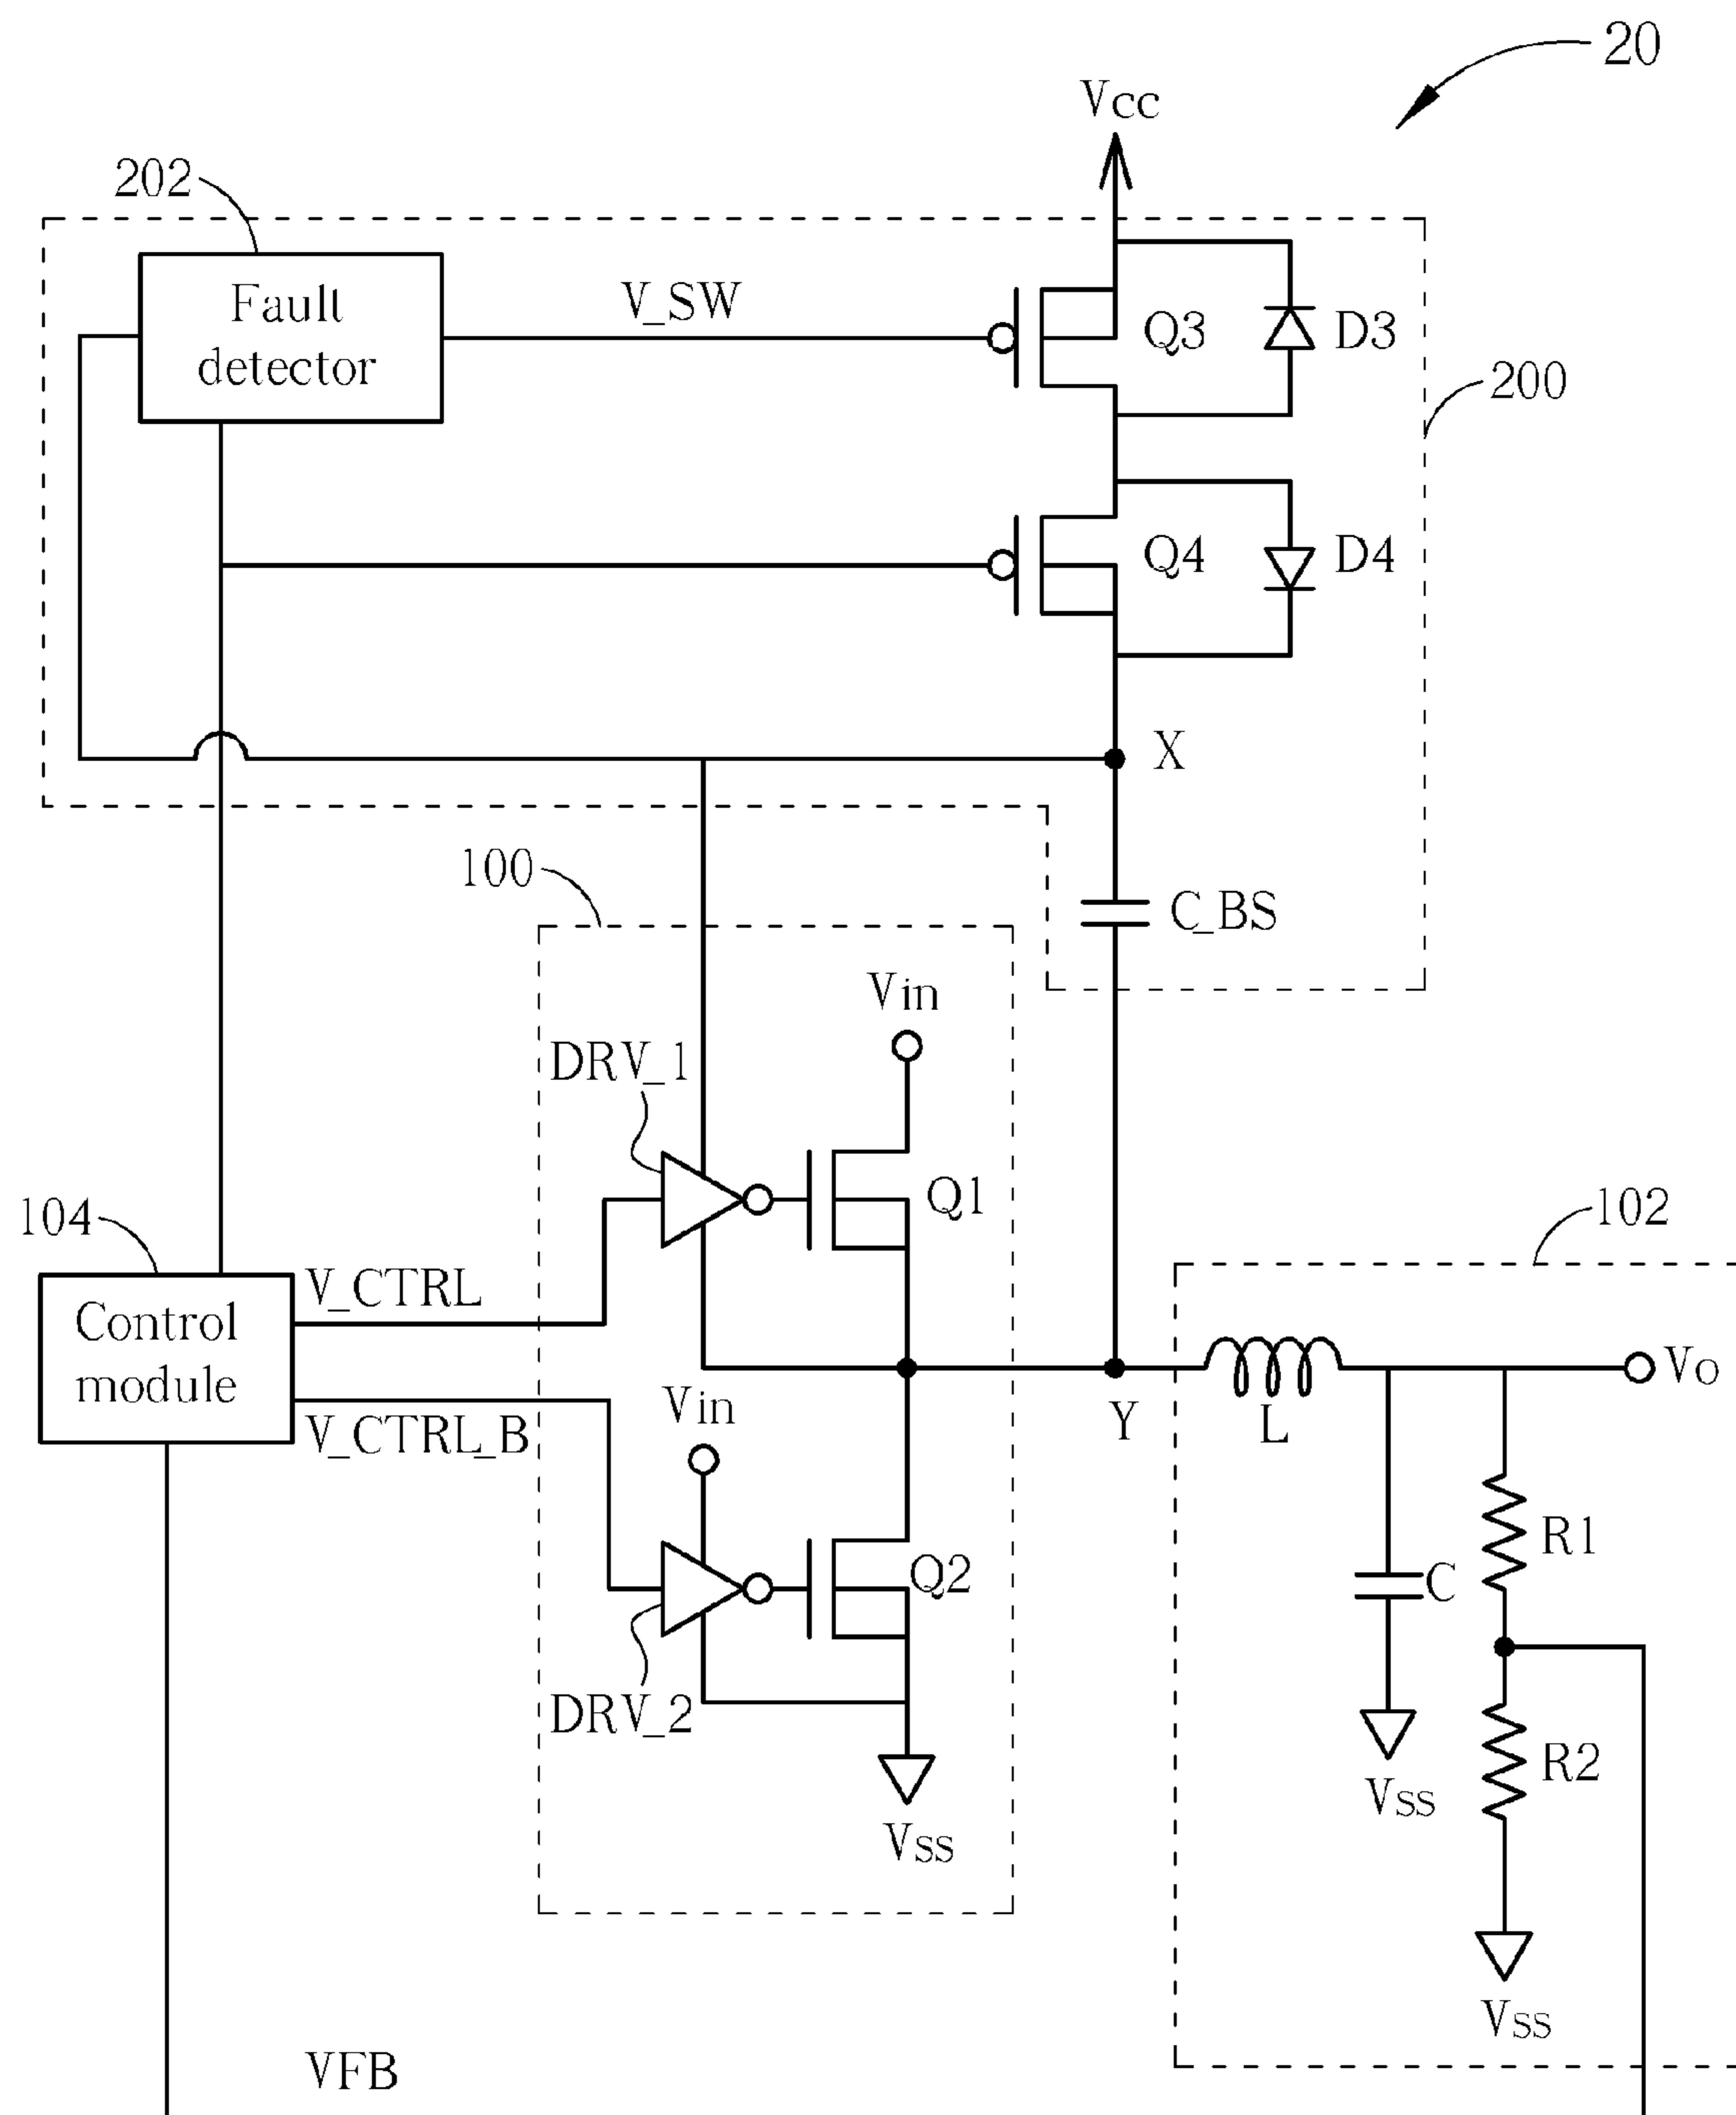 20
Vcc
202
Fault
detector
V_SW
Q3
D3
200
Q4
D4
X
100
C_BS
Vin
DRV_1
Q1
104
102
Control
module
V_CTRL
V_CTRL_B
Vin
Y
L
Vo
Q2
R1
C
DRV_2
R2
Vss
Vss
Vss
VFB